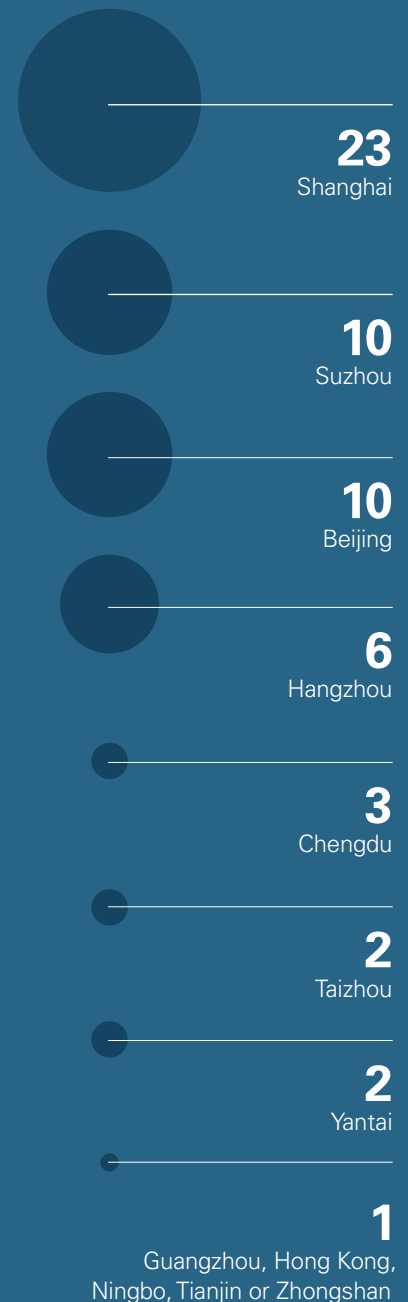 23
Shanghai
10
Suzhou
10
Beijing
6
Hangzhou
3
Chengdu
2
Taizhou
2
Yantai
1
Guangzhou, Hong Kong,
Ningbo, Tianjin or Zhongshan